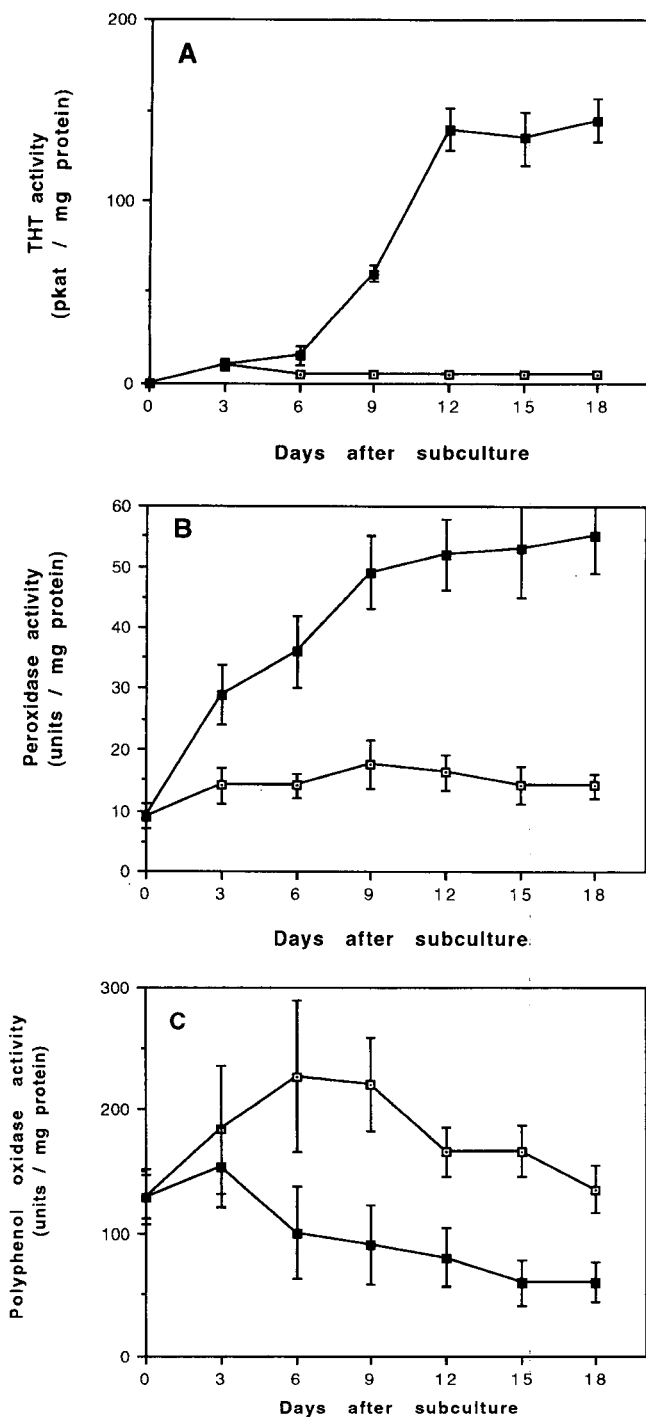 A
THT activity
(pkat / mg protein)
200
100
0
0 3 6 9 12 15 18
Days after subculture
B
Peroxidase activity
(units / mg protein)
60
50
40
30
20
10
0
0 3 6 9 12 15 18
Days after subculture
C
Polyphenol oxidase activity
(units / mg protein)
300
200
100
0
0 3 6 9 12 15 18
Days after subculture